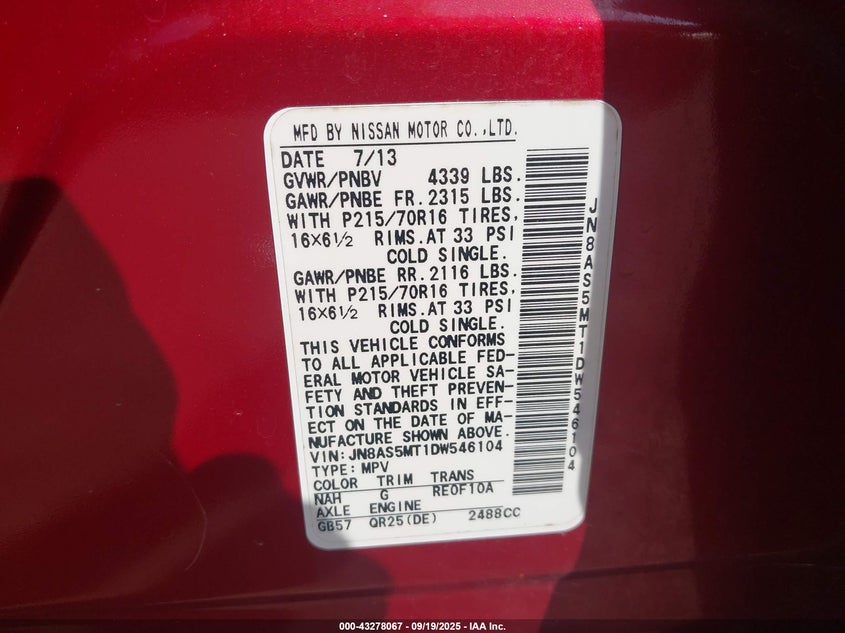 MFD BY NISSAN MOTOR CO.,LTD.
DATE 7/13
GVWR/PNBV 4339 LBS.
GAWR/PNBE FR. 2315 LBS.
WITH P215/70R16 TIRES,
16×6½ RIMS. AT 33 PSI
COLD SINGLE.
GAWR/PNBE RR. 2116 LBS.
WITH P215/70R16 TIRES,
16×6½ RIMS. AT 33 PSI
COLD SINGLE.
THIS VEHICLE CONFORMS
TO ALL APPLICABLE FED-
ERAL MOTOR VEHICLE SA-
FETY AND THEFT PREVEN-
TION STANDARDS IN EFF-
ECT ON THE DATE OF MA-
NUFACTURE SHOWN ABOVE.
VIN: JN8AS5MT1DW546104
TYPE: MPV
COLOR TRIM TRANS
NAH G RE0F10A
AXLE ENGINE
GB57 QR25(DE) 2488CC
JN8AS5MT1DW546104
000-43278067 - 09/19/2025 - IAA Inc.